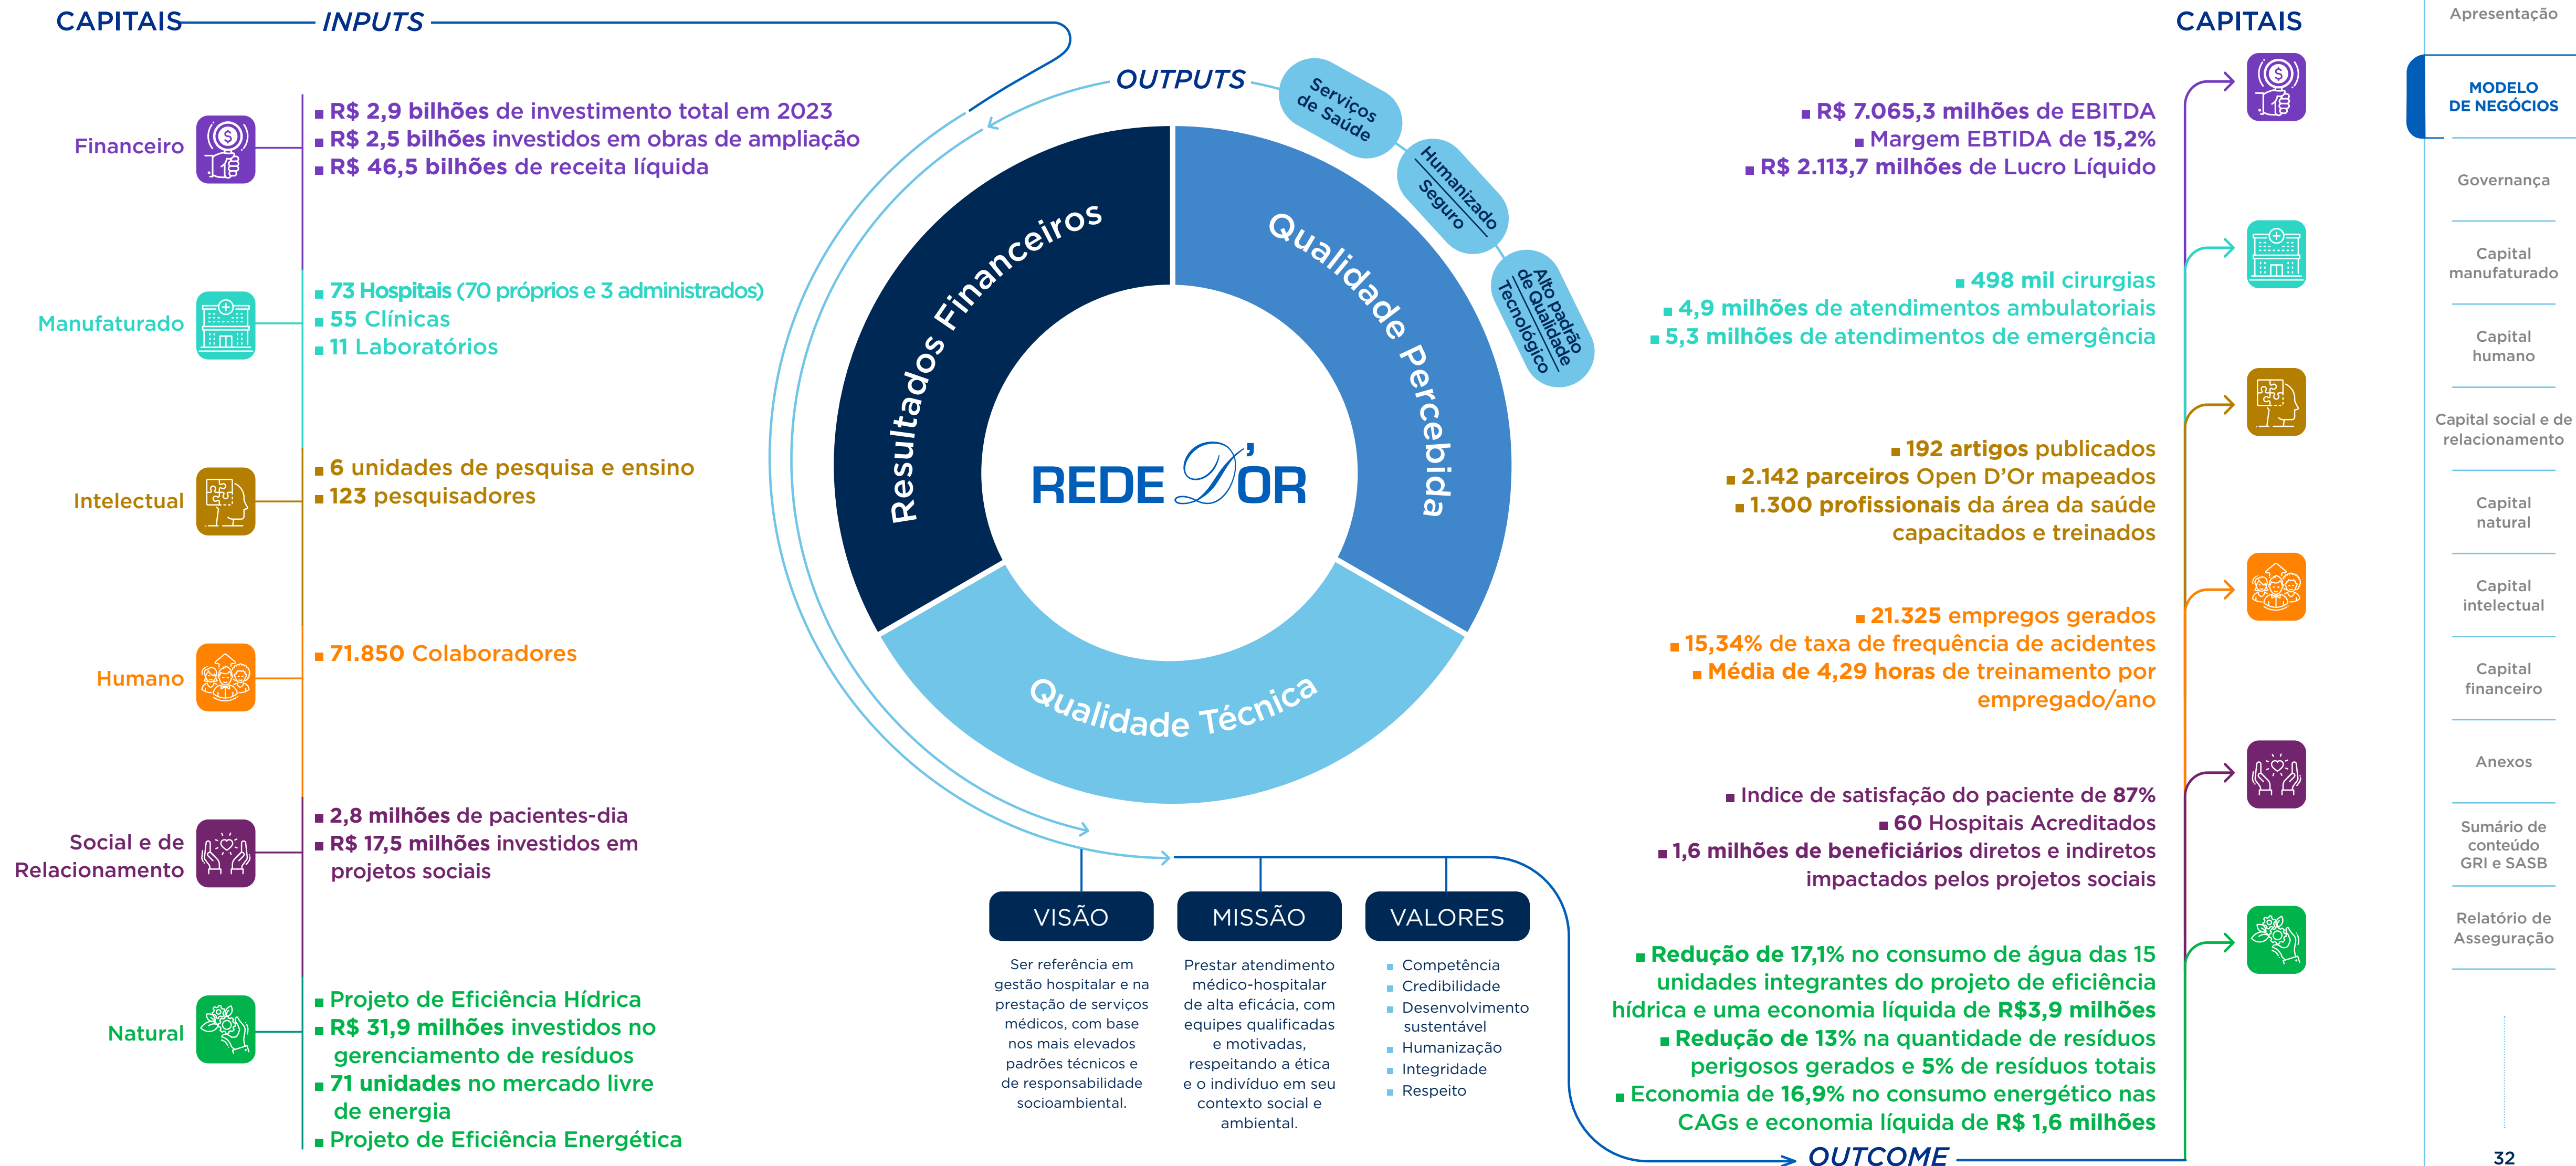 CAPITAIS
INPUTS
Financeiro
R$ 2,9 bilhões de investimento total em 2023
R$ 2,5 bilhões investidos em obras de ampliação
R$ 46,5 bilhões de receita líquida
Manufaturado
73 Hospitais (70 próprios e 3 administrados)
55 Clínicas
11 Laboratórios
Intelectual
6 unidades de pesquisa e ensino
123 pesquisadores
Humano
71.850 Colaboradores
Social e de
Relacionamento
2,8 milhões de pacientes-dia
R$ 17,5 milhões investidos em
projetos sociais
Natural
Projeto de Eficiência Hídrica
R$ 31,9 milhões investidos no
gerenciamento de resíduos
71 unidades no mercado livre
de energia
Projeto de Eficiência Energética
OUTPUTS
Serviços
de Saúde
Humanizado
Seguro
Alto padrão
de Qualidade
Tecnológico
Resultados Financeiros
Qualidade Percebida
Qualidade Técnica
REDE D'OR
VISÃO
Ser referência em
gestão hospitalar e na
prestação de serviços
médicos, com base
nos mais elevados
padrões técnicos e
de responsabilidade
socioambiental.
MISSÃO
Prestar atendimento
médico-hospitalar
de alta eficácia, com
equipes qualificadas
e motivadas,
respeitando a ética
e o indivíduo em seu
contexto social e
ambiental.
VALORES
Competência
Credibilidade
Desenvolvimento
sustentável
Humanização
Integridade
Respeito
CAPITAIS
R$ 7.065,3 milhões de EBITDA
Margem EBTIDA de 15,2%
R$ 2.113,7 milhões de Lucro Líquido
498 mil cirurgias
4,9 milhões de atendimentos ambulatoriais
5,3 milhões de atendimentos de emergência
192 artigos publicados
2.142 parceiros Open D'Or mapeados
1.300 profissionais da área da saúde
capacitados e treinados
21.325 empregos gerados
15,34% de taxa de frequência de acidentes
Média de 4,29 horas de treinamento por
empregado/ano
Indice de satisfação do paciente de 87%
60 Hospitais Acreditados
1,6 milhões de beneficiários diretos e indiretos
impactados pelos projetos sociais
Redução de 17,1% no consumo de água das 15
unidades integrantes do projeto de eficiência
hídrica e uma economia líquida de R$3,9 milhões
Redução de 13% na quantidade de resíduos
perigosos gerados e 5% de resíduos totais
Economia de 16,9% no consumo energético nas
CAGs e economia líquida de R$ 1,6 milhões
OUTCOME
Apresentação
MODELO
DE NEGÓCIOS
Governança
Capital
manufaturado
Capital
humano
Capital social e de
relacionamento
Capital
natural
Capital
intelectual
Capital
financeiro
Anexos
Sumário de
conteúdo
GRI e SASB
Relatório de
Asseguração
32